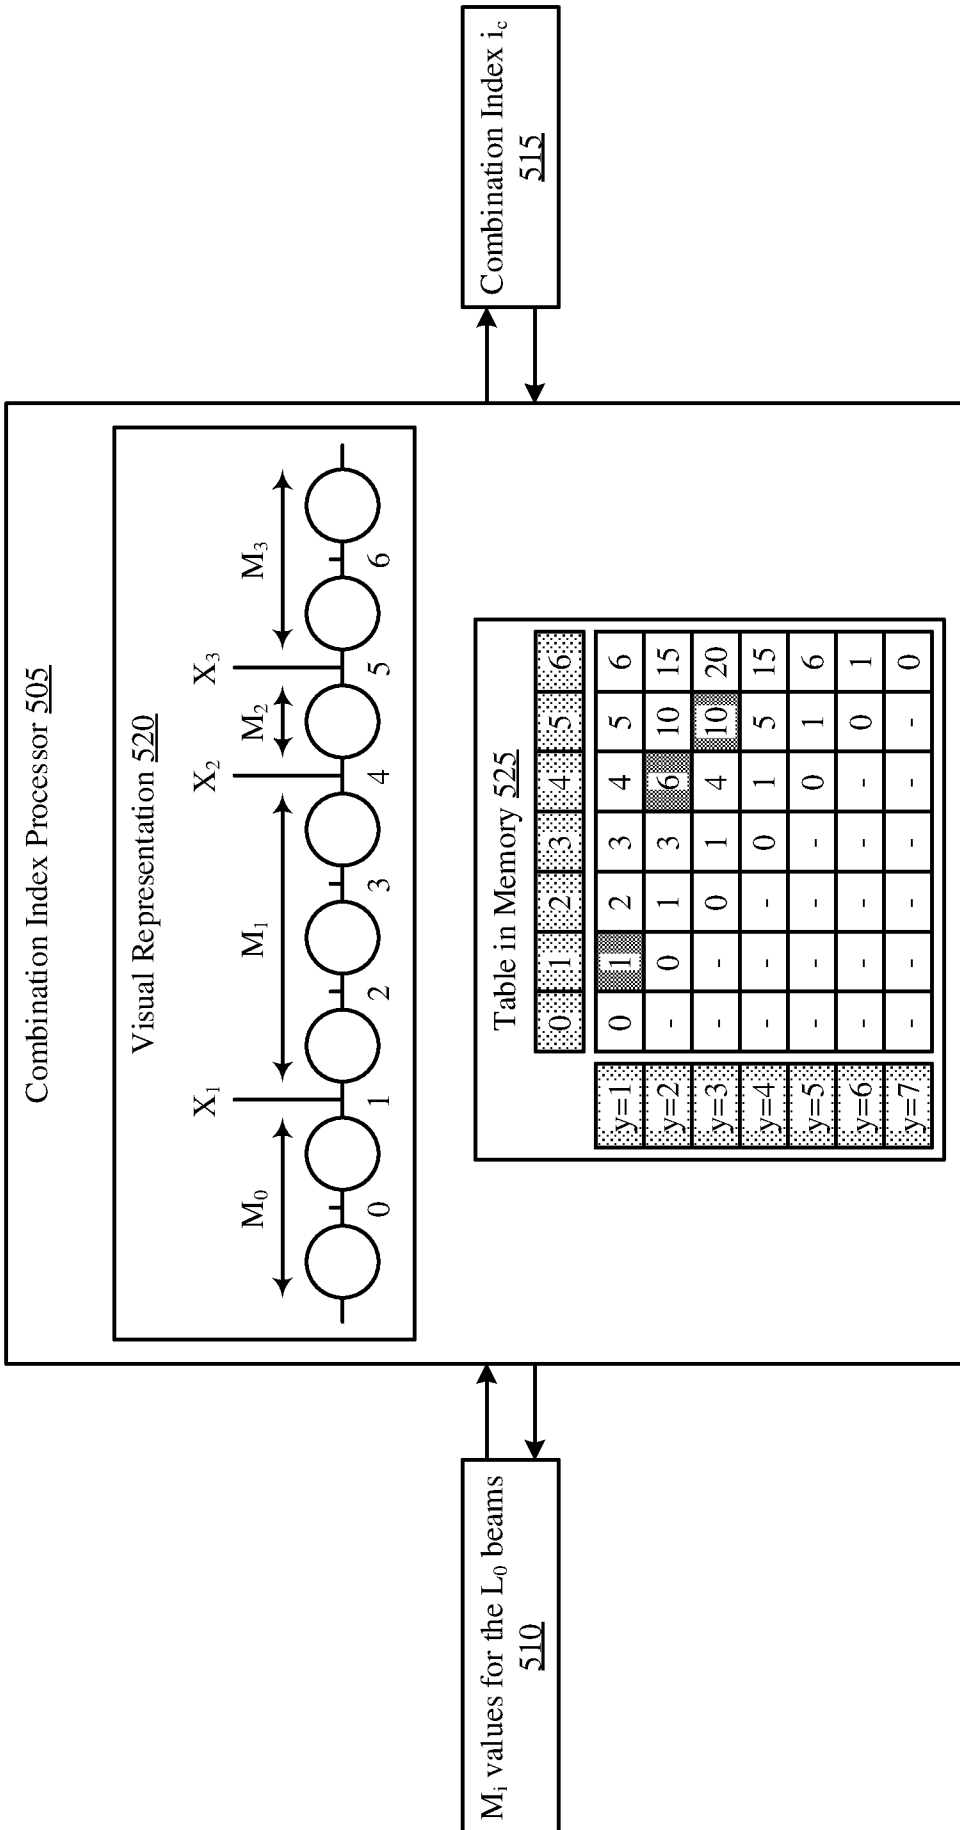 Combination Index Processor 505
Visual Representation 520
X₁ X₂ X₃
M₀ M₁ M₂ M₃
0 1 2 3 4 5 6
Table in Memory 525
0 1 2 3 4 5 6
y=1 0 1 2 3 4 5 6
y=2 - 0 1 3 6 10 15
y=3 - - 0 1 4 10 20
y=4 - - - 0 1 5 15
y=5 - - - - 0 1 6
y=6 - - - - - 0 1
y=7 - - - - - - 0
Mᵢ values for the L₀ beams
510
Combination Index i꜀
515